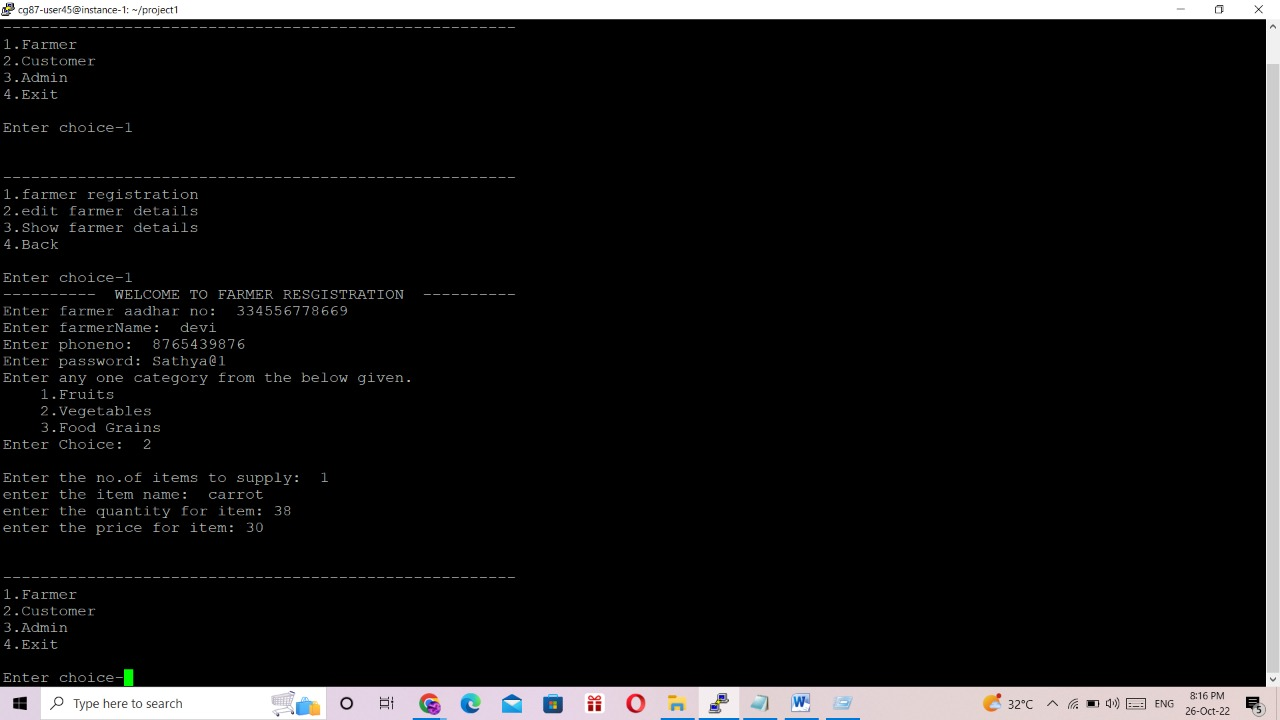 cg87-user45@instance-1: ~/project1
-------------------------------------------------------
1.Farmer
2.Customer
3.Admin
4.Exit
Enter choice-1
-------------------------------------------------------
1.farmer registration
2.edit farmer details
3.Show farmer details
4.Back
Enter choice-1
----------  WELCOME TO FARMER RESGISTRATION  ----------
Enter farmer aadhar no:  334556778669
Enter farmerName:  devi
Enter phoneno:  8765439876
Enter password: Sathya@1
Enter any one category from the below given.
    1.Fruits
    2.Vegetables
    3.Food Grains
Enter Choice:  2
Enter the no.of items to supply:  1
enter the item name:  carrot
enter the quantity for item: 38
enter the price for item: 30
-------------------------------------------------------
1.Farmer
2.Customer
3.Admin
4.Exit
Enter choice-
Type here to search
32°C
ENG
8:16 PM
26-Oct-22
5